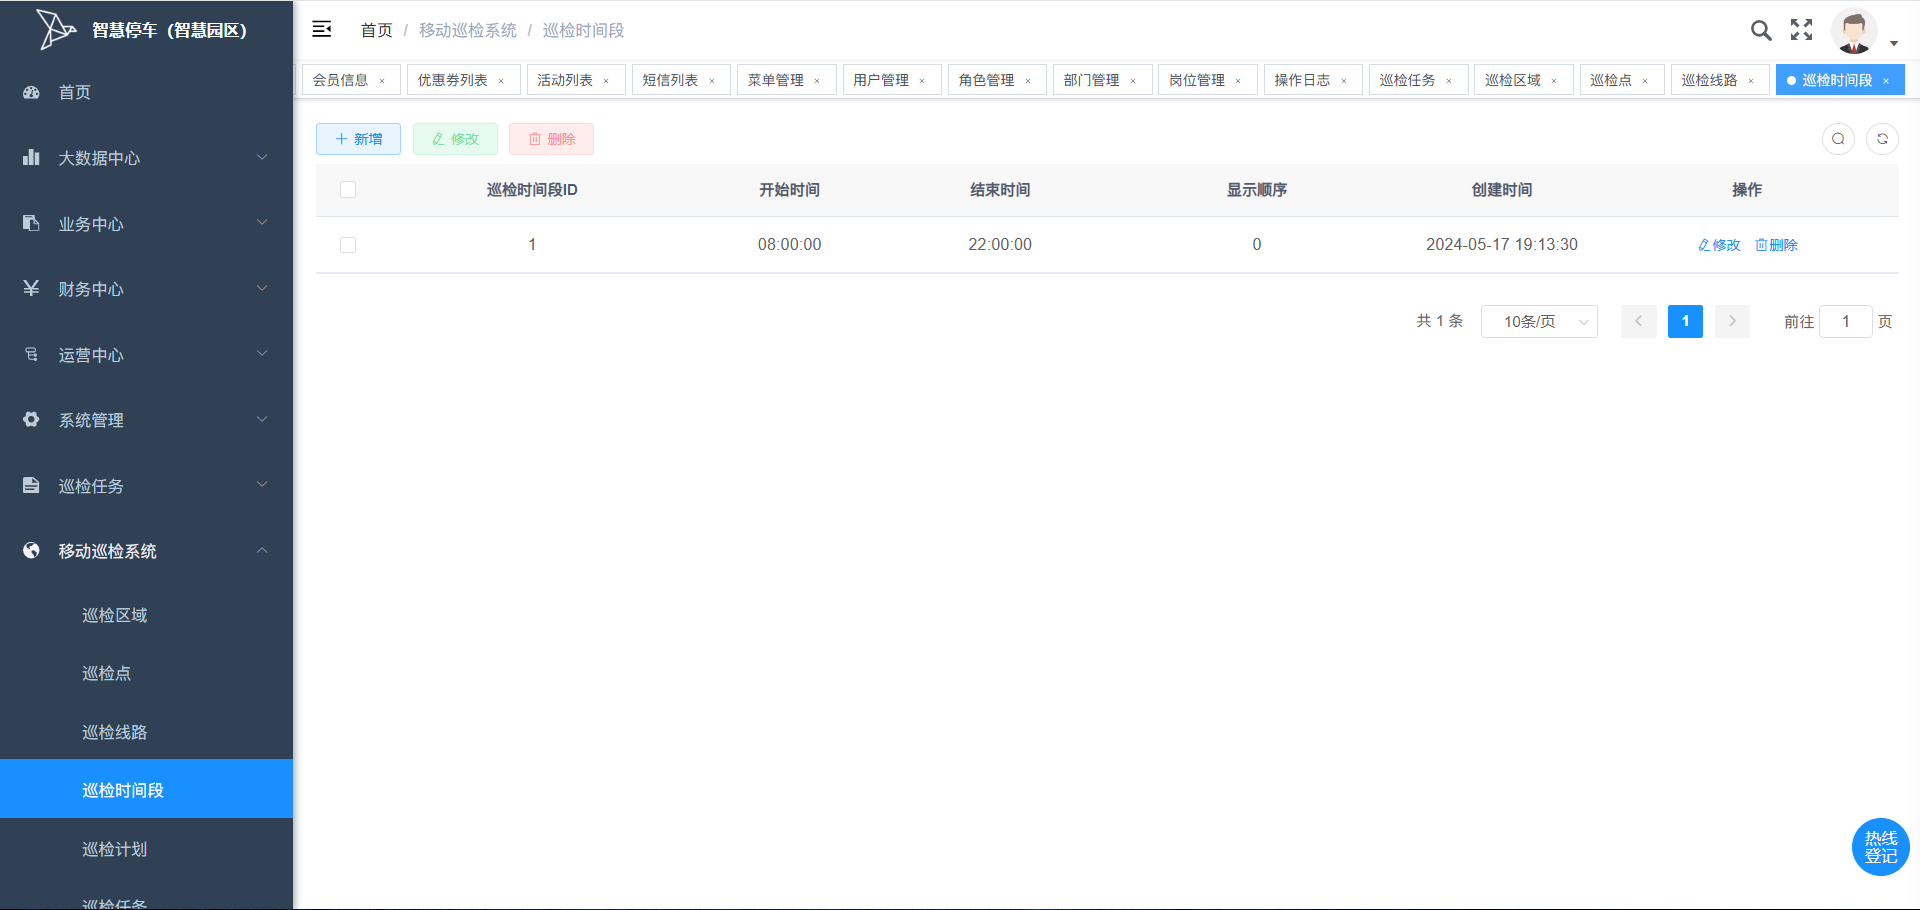 智慧停车（智慧园区）
首页
大数据中心
业务中心
财务中心
运营中心
系统管理
巡检任务
移动巡检系统
巡检区域
巡检点
巡检线路
巡检时间段
巡检计划
巡检任务
首页 / 移动巡检系统 / 巡检时间段
会员信息 × 优惠券列表 × 活动列表 × 短信列表 × 菜单管理 × 用户管理 × 角色管理 × 部门管理 × 岗位管理 × 操作日志 × 巡检任务 × 巡检区域 × 巡检点 × 巡检线路 × 巡检时间段 ×
新增 修改 删除
巡检时间段ID 开始时间 结束时间 显示顺序 创建时间 操作
1 08:00:00 22:00:00 0 2024-05-17 19:13:30 修改 删除
共 1 条 10条/页 1 前往 1 页
热线
登记